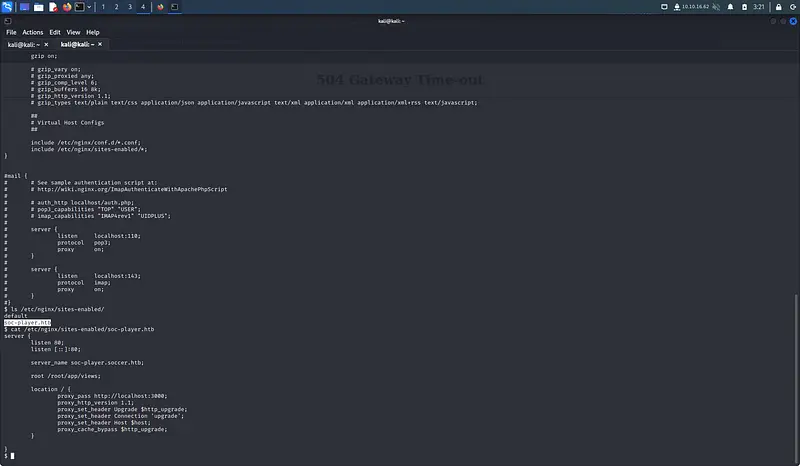 1 2 3 4 10.10.16.62 3:21
kali@kali: ~
File Actions Edit View Help
kali@kali: ~ × kali@kali: ~ ×
504 Gateway Time-out
gzip on;
# gzip_vary on;
# gzip_proxied any;
# gzip_comp_level 6;
# gzip_buffers 16 8k;
# gzip_http_version 1.1;
# gzip_types text/plain text/css application/json application/javascript text/xml application/xml application/xml+rss text/javascript;
##
# Virtual Host Configs
##
include /etc/nginx/conf.d/*.conf;
include /etc/nginx/sites-enabled/*;
}
#mail {
# # See sample authentication script at:
# # http://wiki.nginx.org/ImapAuthenticateWithApachePhpScript
#
# # auth_http localhost/auth.php;
# # pop3_capabilities "TOP" "USER";
# # imap_capabilities "IMAP4rev1" "UIDPLUS";
#
# server {
# listen localhost:110;
# protocol pop3;
# proxy on;
# }
#
# server {
# listen localhost:143;
# protocol imap;
# proxy on;
# }
#}
$ ls /etc/nginx/sites-enabled/
default
soc-player.htb
$ cat /etc/nginx/sites-enabled/soc-player.htb
server {
listen 80;
listen [::]:80;
server_name soc-player.soccer.htb;
root /root/app/views;
location / {
proxy_pass http://localhost:3000;
proxy_http_version 1.1;
proxy_set_header Upgrade $http_upgrade;
proxy_set_header Connection 'upgrade';
proxy_set_header Host $host;
proxy_cache_bypass $http_upgrade;
}
}
$